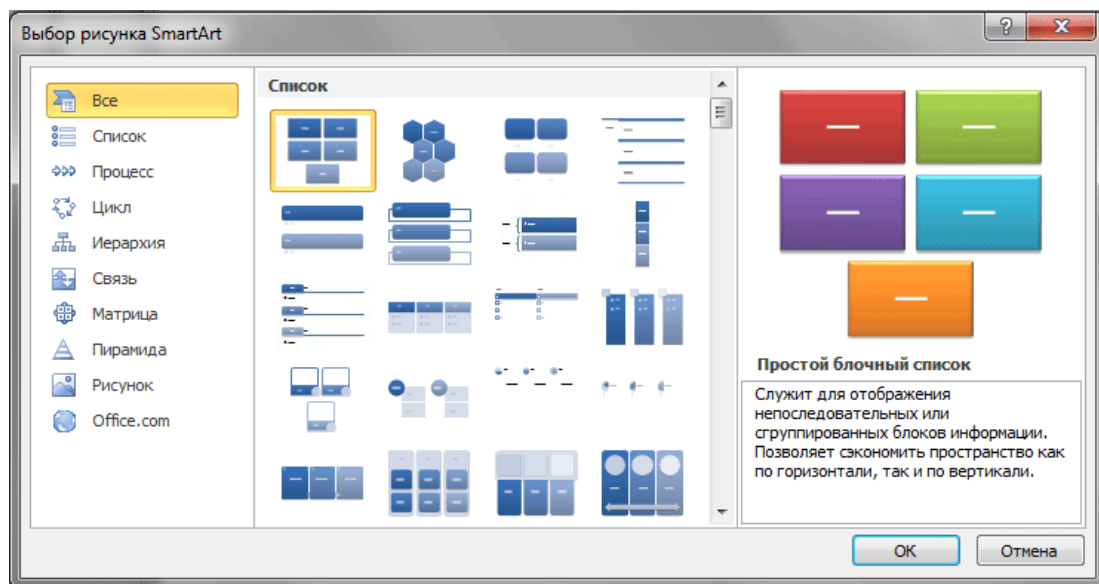 Выбор рисунка SmartArt
Все
Список
Процесс
Цикл
Иерархия
Связь
Матрица
Пирамида
Рисунок
Office.com
Список
Простой блочный список
Служит для отображения
непоследовательных или
сгруппированных блоков информации.
Позволяет сэкономить пространство как
по горизонтали, так и по вертикали.
ОК
Отмена